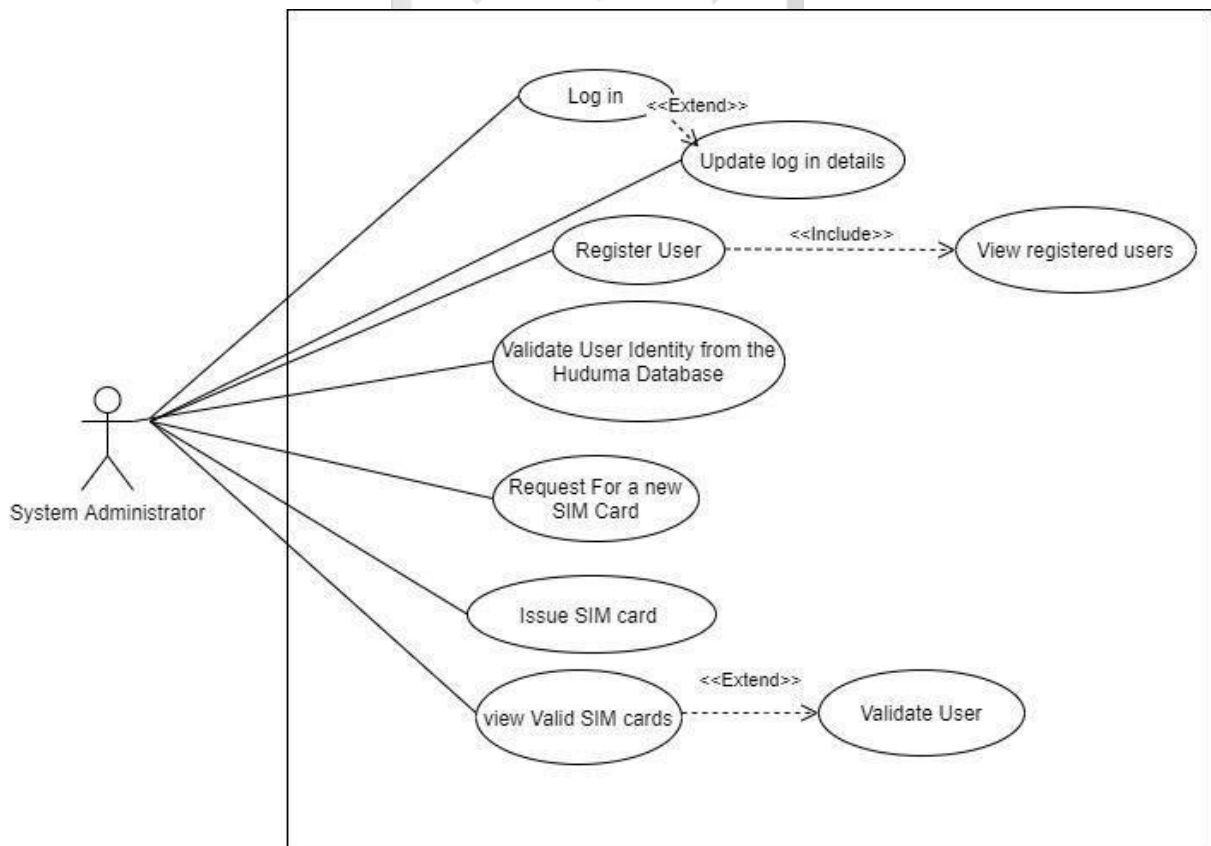 Log in
<<Extend>>
Update log in details
Register User
<<Include>>
View registered users
Validate User Identity from the
Huduma Database
System Administrator
Request For a new
SIM Card
Issue SIM card
view Valid SIM cards
<<Extend>>
Validate User